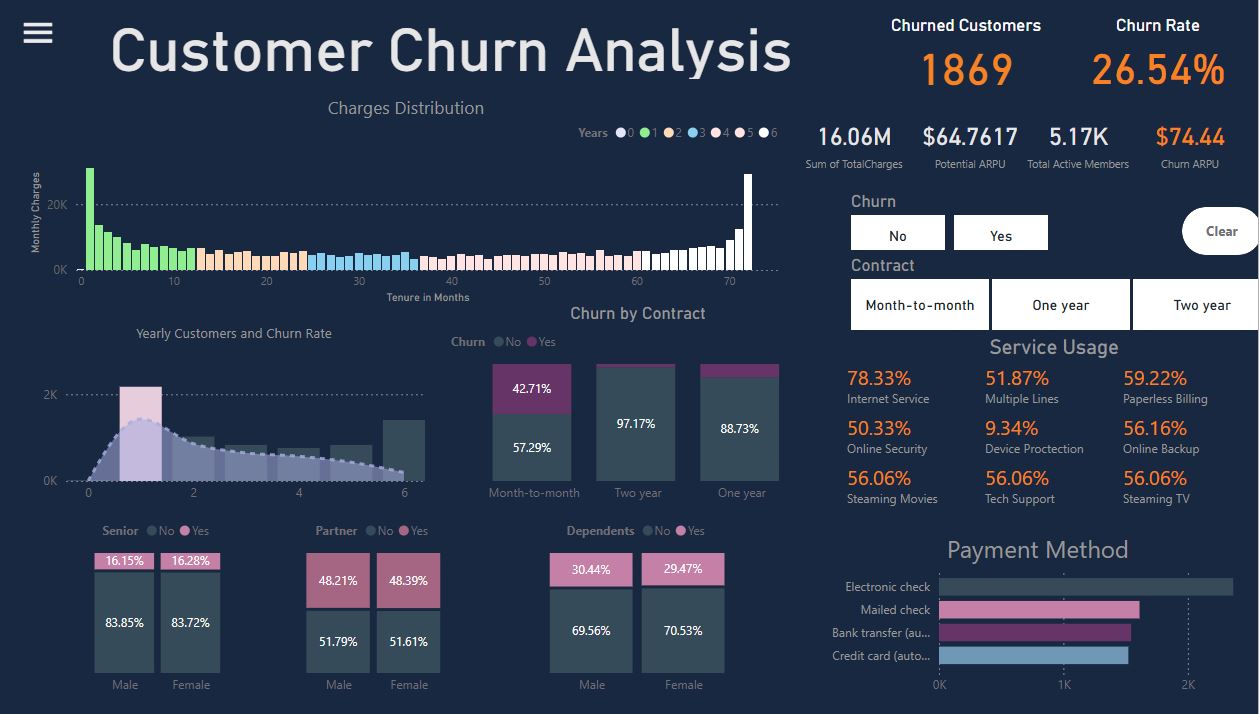 Customer Churn Analysis
Churned Customers
1869
Churn Rate
26.54%
16.06M
Sum of TotalCharges
$64.7617
Potential ARPU
5.17K
Total Active Members
$74.44
Churn ARPU
Charges Distribution
Years 0 1 2 3 4 5 6
Monthly Charges
20K
0K
0 10 20 30 40 50 60 70
Tenure in Months
Churn
No
Yes
Clear
Contract
Month-to-month
One year
Two year
Yearly Customers and Churn Rate
2K
0K
0 2 4 6
Churn by Contract
Churn No Yes
42.71%
57.29%
97.17%
88.73%
Month-to-month
Two year
One year
Service Usage
78.33%
Internet Service
51.87%
Multiple Lines
59.22%
Paperless Billing
50.33%
Online Security
9.34%
Device Proctection
56.16%
Online Backup
56.06%
Steaming Movies
56.06%
Tech Support
56.06%
Steaming TV
Senior No Yes
16.15%
16.28%
83.85%
83.72%
Male
Female
Partner No Yes
48.21%
48.39%
51.79%
51.61%
Male
Female
Dependents No Yes
30.44%
29.47%
69.56%
70.53%
Male
Female
Payment Method
Electronic check
Mailed check
Bank transfer (au...
Credit card (auto...
0K 1K 2K